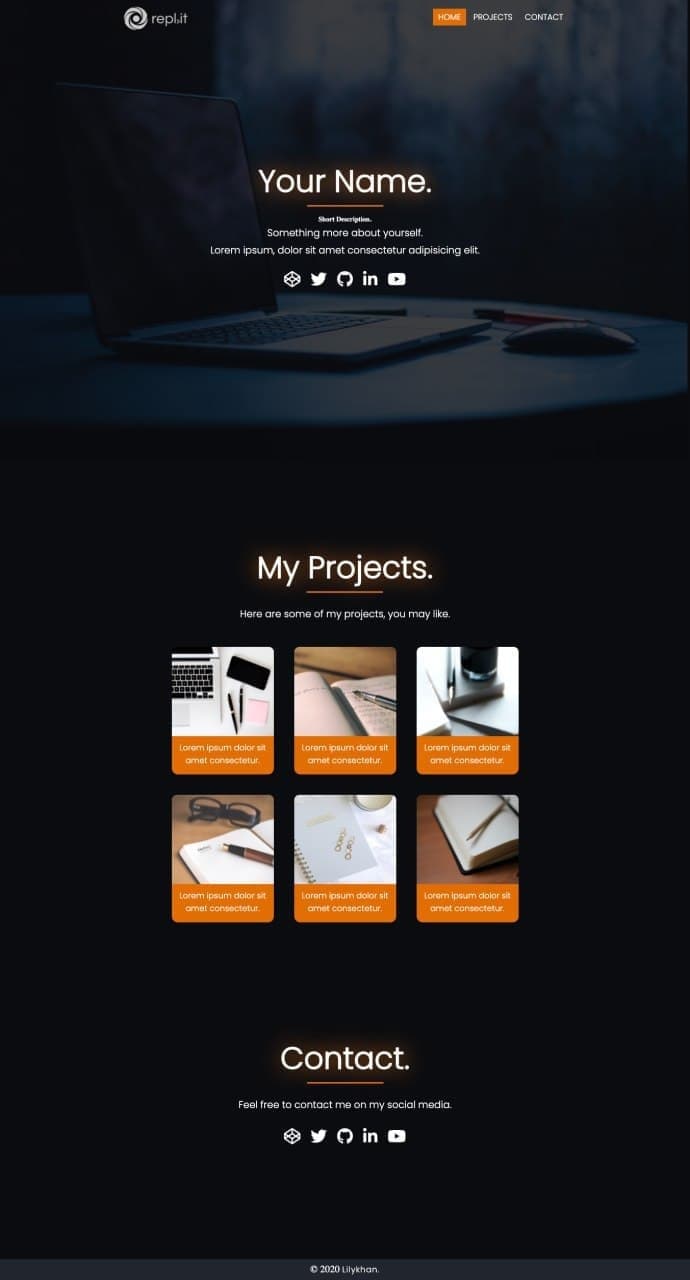 repl.it
HOME PROJECTS CONTACT
Your Name.
Short Description.
Something more about yourself.
Lorem ipsum, dolor sit amet consectetur adipisicing elit.
My Projects.
Here are some of my projects, you may like.
Lorem ipsum dolor sit
amet consectetur.
Lorem ipsum dolor sit
amet consectetur.
Lorem ipsum dolor sit
amet consectetur.
Lorem ipsum dolor sit
amet consectetur.
Lorem ipsum dolor sit
amet consectetur.
Lorem ipsum dolor sit
amet consectetur.
Contact.
Feel free to contact me on my social media.
© 2020 Lilykhan.